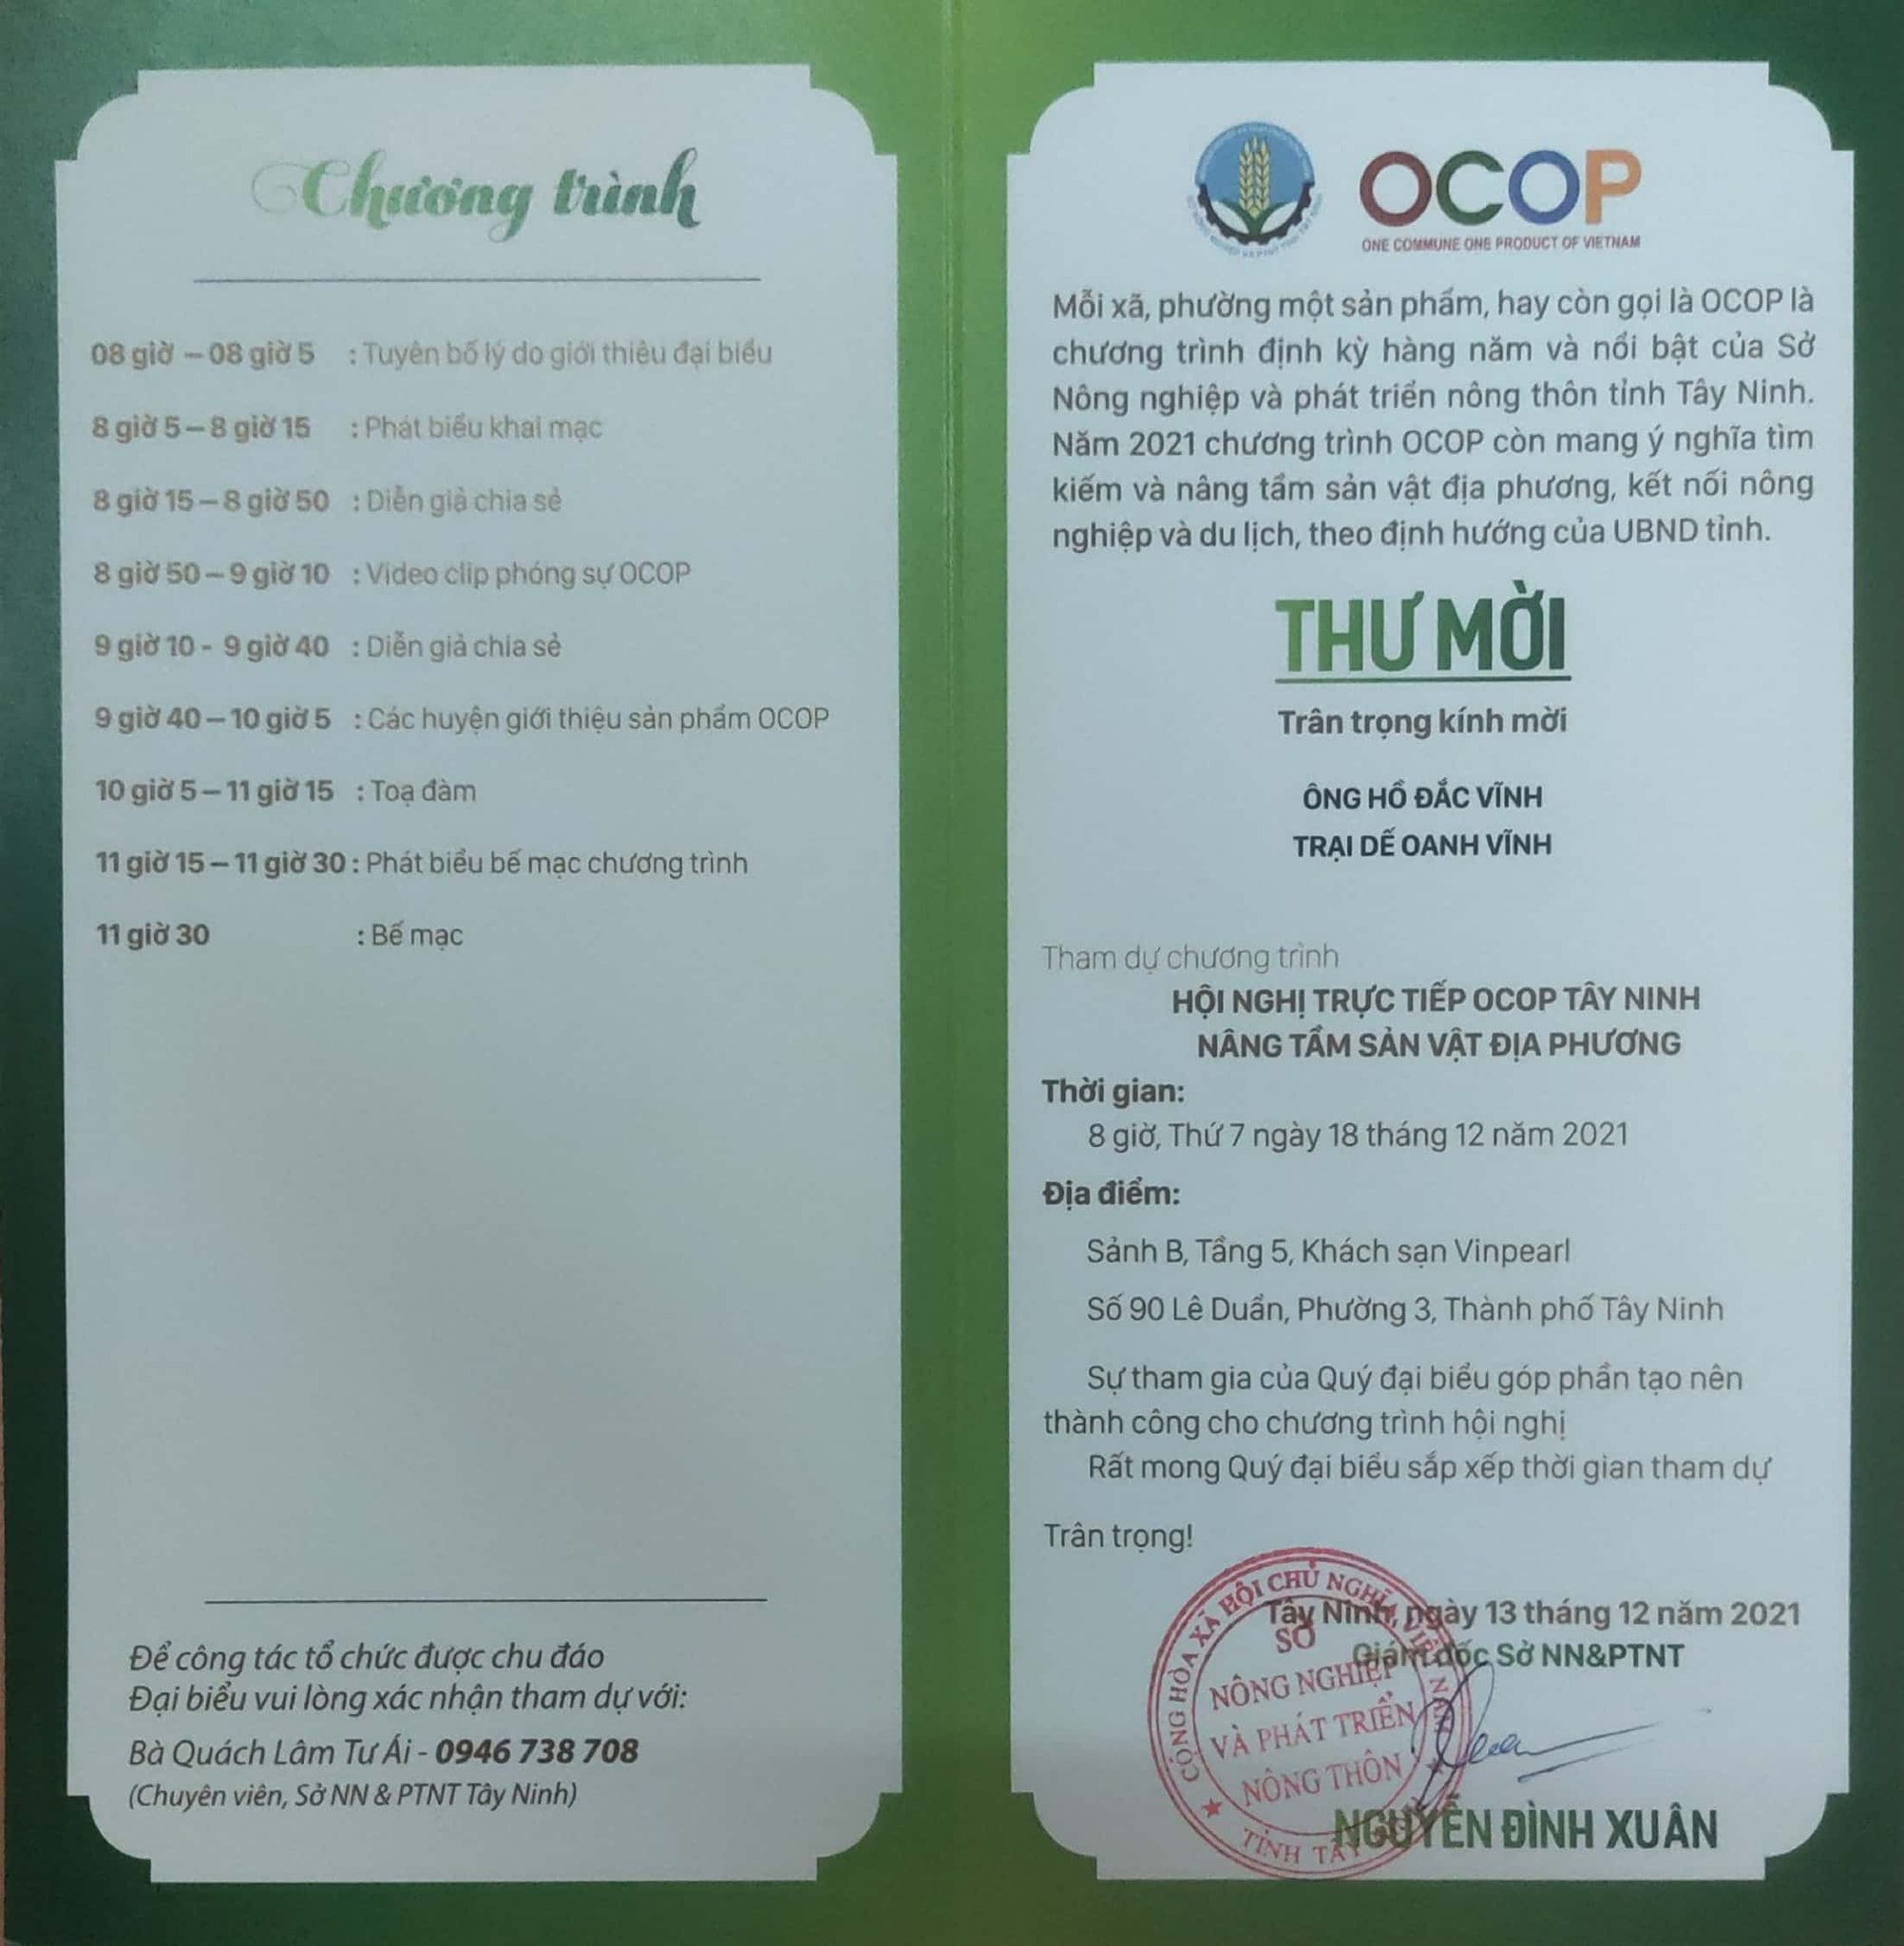 Chương trình
08 giờ – 08 giờ 5 : Tuyên bố lý do giới thiệu đại biểu
8 giờ 5 – 8 giờ 15 : Phát biểu khai mạc
8 giờ 15 – 8 giờ 50 : Diễn giả chia sẻ
8 giờ 50 – 9 giờ 10 : Video clip phóng sự OCOP
9 giờ 10 - 9 giờ 40 : Diễn giả chia sẻ
9 giờ 40 – 10 giờ 5 : Các huyện giới thiệu sản phẩm OCOP
10 giờ 5 – 11 giờ 15 : Toạ đàm
11 giờ 15 – 11 giờ 30 : Phát biểu bế mạc chương trình
11 giờ 30 : Bế mạc
Để công tác tổ chức được chu đáo
Đại biểu vui lòng xác nhận tham dự với:
Bà Quách Lâm Tư Ái - 0946 738 708
(Chuyên viên, Sở NN & PTNT Tây Ninh)
OCOP
ONE COMMUNE ONE PRODUCT OF VIETNAM
Mỗi xã, phường một sản phẩm, hay còn gọi là OCOP là
chương trình định kỳ hàng năm và nổi bật của Sở
Nông nghiệp và phát triển nông thôn tỉnh Tây Ninh.
Năm 2021 chương trình OCOP còn mang ý nghĩa tìm
kiếm và nâng tầm sản vật địa phương, kết nối nông
nghiệp và du lịch, theo định hướng của UBND tỉnh.
THƯ MỜI
Trân trọng kính mời
ÔNG HỒ ĐẮC VĨNH
TRẠI DẾ OANH VĨNH
Tham dự chương trình
HỘI NGHỊ TRỰC TIẾP OCOP TÂY NINH
NÂNG TẦM SẢN VẬT ĐỊA PHƯƠNG
Thời gian:
8 giờ, Thứ 7 ngày 18 tháng 12 năm 2021
Địa điểm:
Sảnh B, Tầng 5, Khách sạn Vinpearl
Số 90 Lê Duẩn, Phường 3, Thành phố Tây Ninh
Sự tham gia của Quý đại biểu góp phần tạo nên
thành công cho chương trình hội nghị
Rất mong Quý đại biểu sắp xếp thời gian tham dự
Trân trọng!
Tây Ninh, ngày 13 tháng 12 năm 2021
Giám đốc Sở NN&PTNT
CỘNG HÒA XÃ HỘI CHỦ NGHĨA VIỆT NAM
SỞ
NÔNG NGHIỆP
VÀ PHÁT TRIỂN
NÔNG THÔN
TỈNH TÂY
NGUYỄN ĐÌNH XUÂN